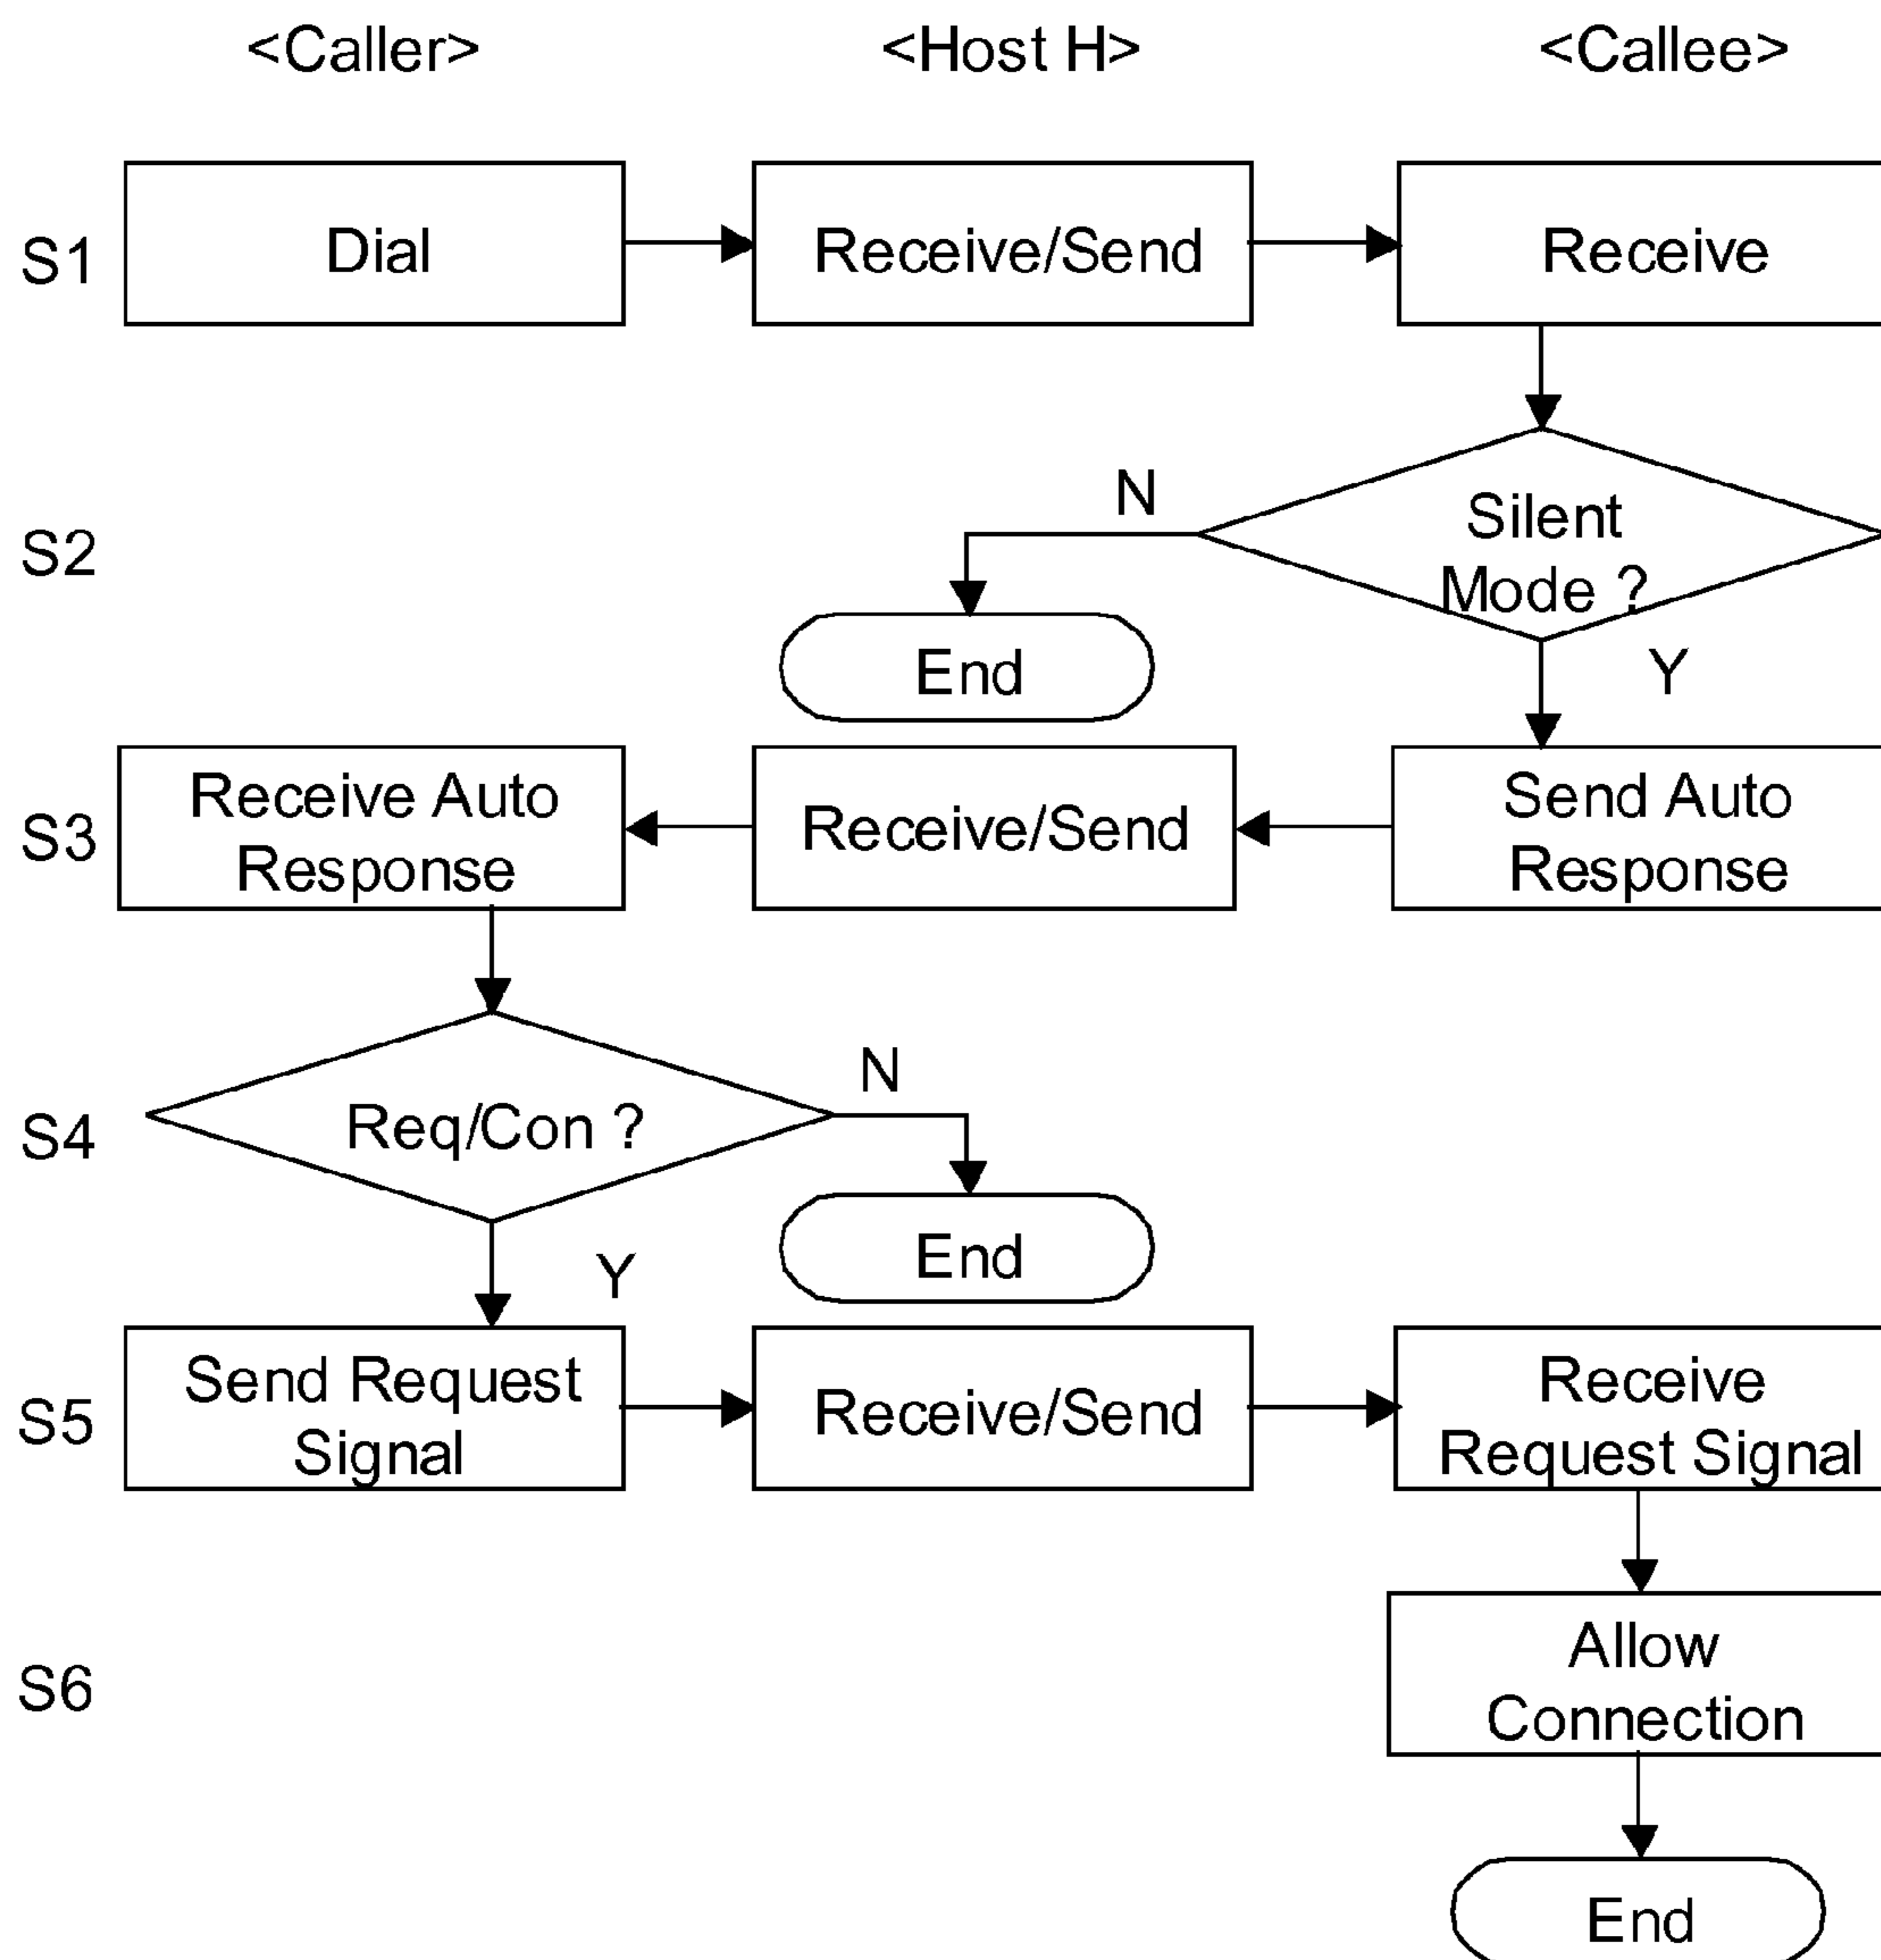 <Caller> <Host H> <Callee>
S1 Dial Receive/Send Receive
N
Silent
Mode ?
S2
End
Y
Receive Auto
Response
Receive/Send
Send Auto
Response
S3
N
S4 Req/Con ?
End
Y
Send Request
Signal
Receive/Send
Receive
Request Signal
S5
Allow
Connection
S6
End